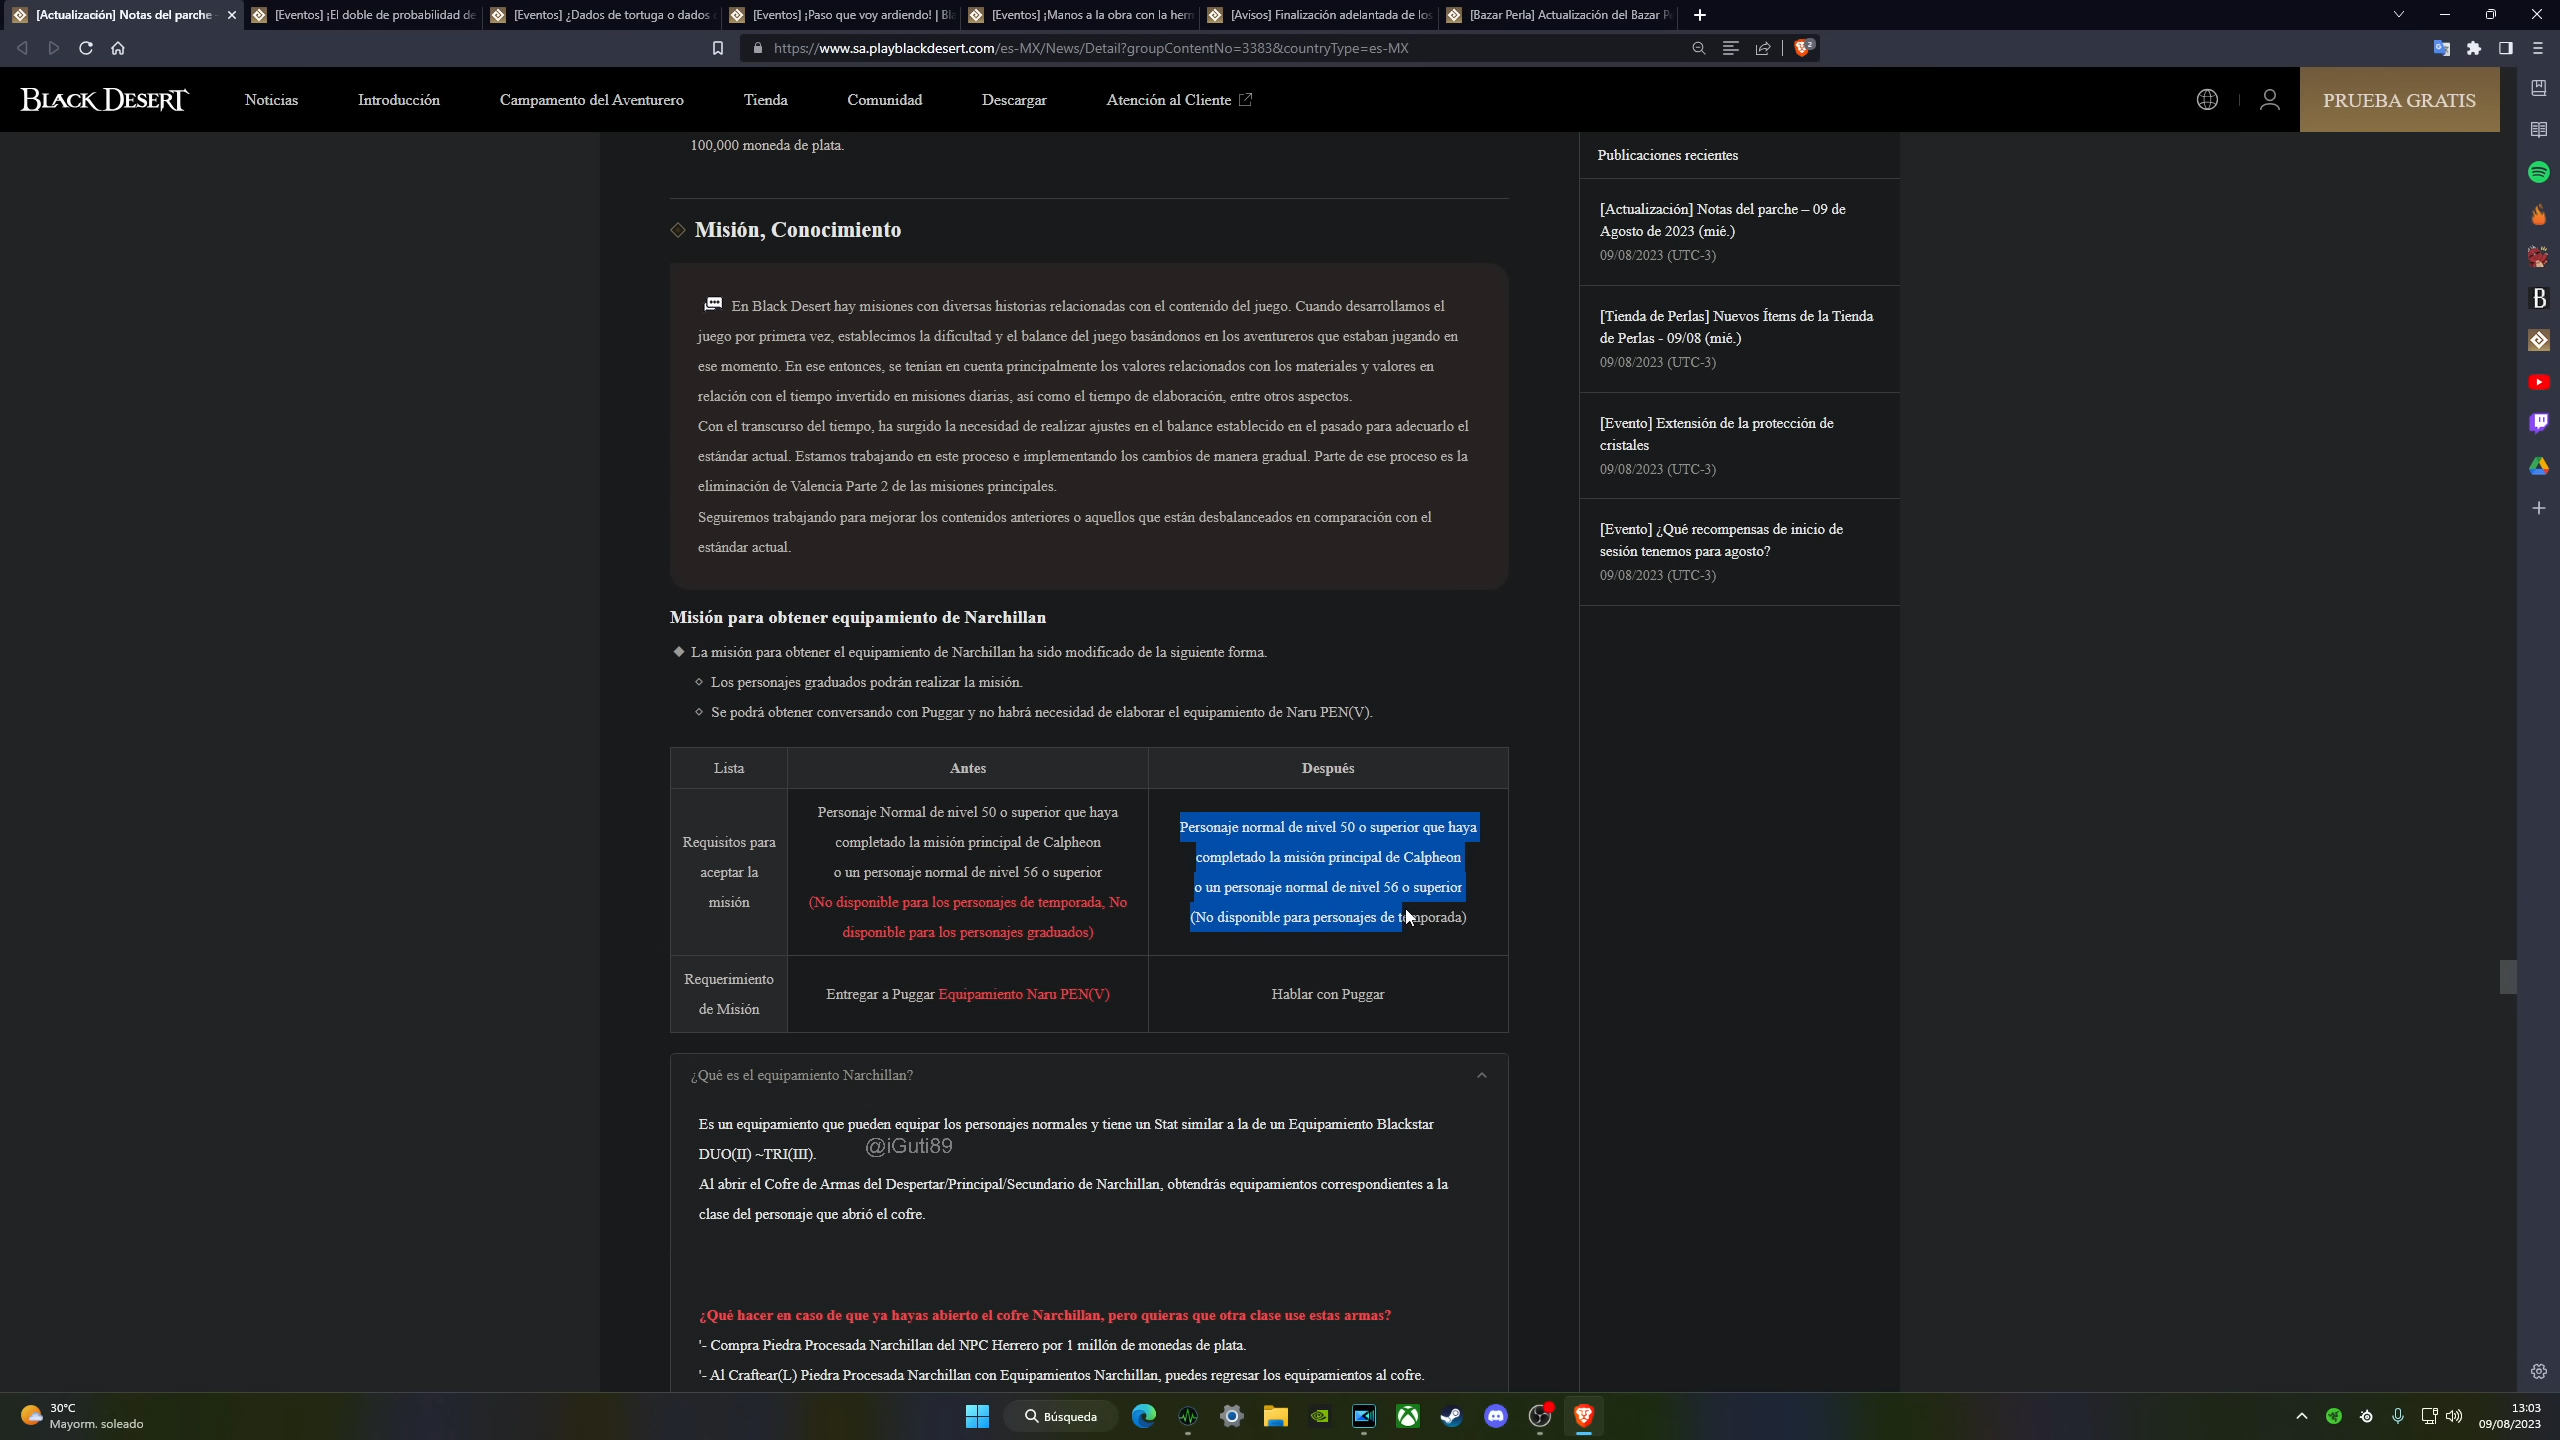 [Actualización] Notas del parche -
[Eventos] ¡El doble de probabilidad de
[Eventos] ¿Dados de tortuga o dados
[Eventos] ¡Paso que voy ardiendo! | Bl
[Eventos] ¡Manos a la obra con la herr
[Avisos] Finalización adelantada de los
[Bazar Perla] Actualización del Bazar P
https://www.sa.playblackdesert.com/es-MX/News/Detail?groupContentNo=3383&countryType=es-MX
2
BLACK DESERT
Noticias
Introducción
Campamento del Aventurero
Tienda
Comunidad
Descargar
Atención al Cliente
PRUEBA GRATIS
100,000 moneda de plata.
Misión, Conocimiento
En Black Desert hay misiones con diversas historias relacionadas con el contenido del juego. Cuando desarrollamos el
juego por primera vez, establecimos la dificultad y el balance del juego basándonos en los aventureros que estaban jugando en
ese momento. En ese entonces, se tenían en cuenta principalmente los valores relacionados con los materiales y valores en
relación con el tiempo invertido en misiones diarias, así como el tiempo de elaboración, entre otros aspectos.
Con el transcurso del tiempo, ha surgido la necesidad de realizar ajustes en el balance establecido en el pasado para adecuarlo el
estándar actual. Estamos trabajando en este proceso e implementando los cambios de manera gradual. Parte de ese proceso es la
eliminación de Valencia Parte 2 de las misiones principales.
Seguiremos trabajando para mejorar los contenidos anteriores o aquellos que están desbalanceados en comparación con el
estándar actual.
Misión para obtener equipamiento de Narchillan
La misión para obtener el equipamiento de Narchillan ha sido modificado de la siguiente forma.
Los personajes graduados podrán realizar la misión.
Se podrá obtener conversando con Puggar y no habrá necesidad de elaborar el equipamiento de Naru PEN(V).
Lista
Antes
Después
Requisitos para
aceptar la
misión
Personaje Normal de nivel 50 o superior que haya
completado la misión principal de Calpheon
o un personaje normal de nivel 56 o superior
(No disponible para los personajes de temporada, No
disponible para los personajes graduados)
Personaje normal de nivel 50 o superior que haya
completado la misión principal de Calpheon
o un personaje normal de nivel 56 o superior
(No disponible para personajes de temporada)
Requerimiento
de Misión
Entregar a Puggar Equipamiento Naru PEN(V)
Hablar con Puggar
¿Qué es el equipamiento Narchillan?
Es un equipamiento que pueden equipar los personajes normales y tiene un Stat similar a la de un Equipamiento Blackstar
DUO(II) ~TRI(III).
@iGuti89
Al abrir el Cofre de Armas del Despertar/Principal/Secundario de Narchillan, obtendrás equipamientos correspondientes a la
clase del personaje que abrió el cofre.
¿Qué hacer en caso de que ya hayas abierto el cofre Narchillan, pero quieras que otra clase use estas armas?
'- Compra Piedra Procesada Narchillan del NPC Herrero por 1 millón de monedas de plata.
'- Al Craftear(L) Piedra Procesada Narchillan con Equipamientos Narchillan, puedes regresar los equipamientos al cofre.
Publicaciones recientes
[Actualización] Notas del parche – 09 de
Agosto de 2023 (mié.)
09/08/2023 (UTC-3)
[Tienda de Perlas] Nuevos Ítems de la Tienda
de Perlas - 09/08 (mié.)
09/08/2023 (UTC-3)
[Evento] Extensión de la protección de
cristales
09/08/2023 (UTC-3)
[Evento] ¿Qué recompensas de inicio de
sesión tenemos para agosto?
09/08/2023 (UTC-3)
30°C
Mayorm. soleado
Búsqueda
13:03
09/08/2023